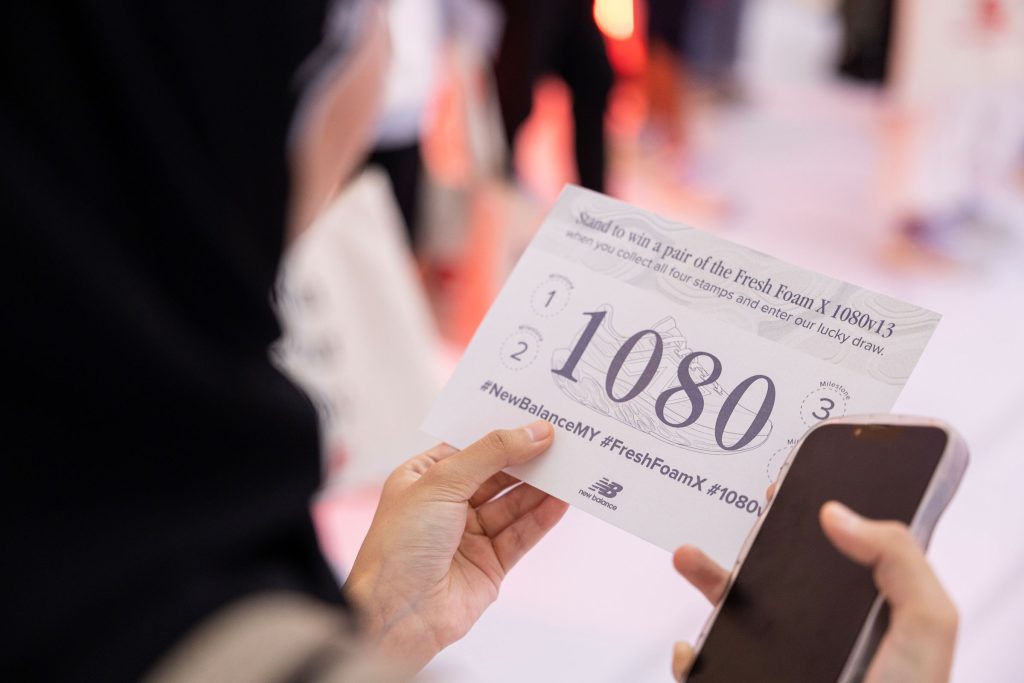 Stand to win a pair of the Fresh Foam X 1080v13
when you collect all four stamps and enter our lucky draw.
1
2
1080
Milestone
3
#NewBalanceMY #FreshFoamX #1080v
NB
new balance